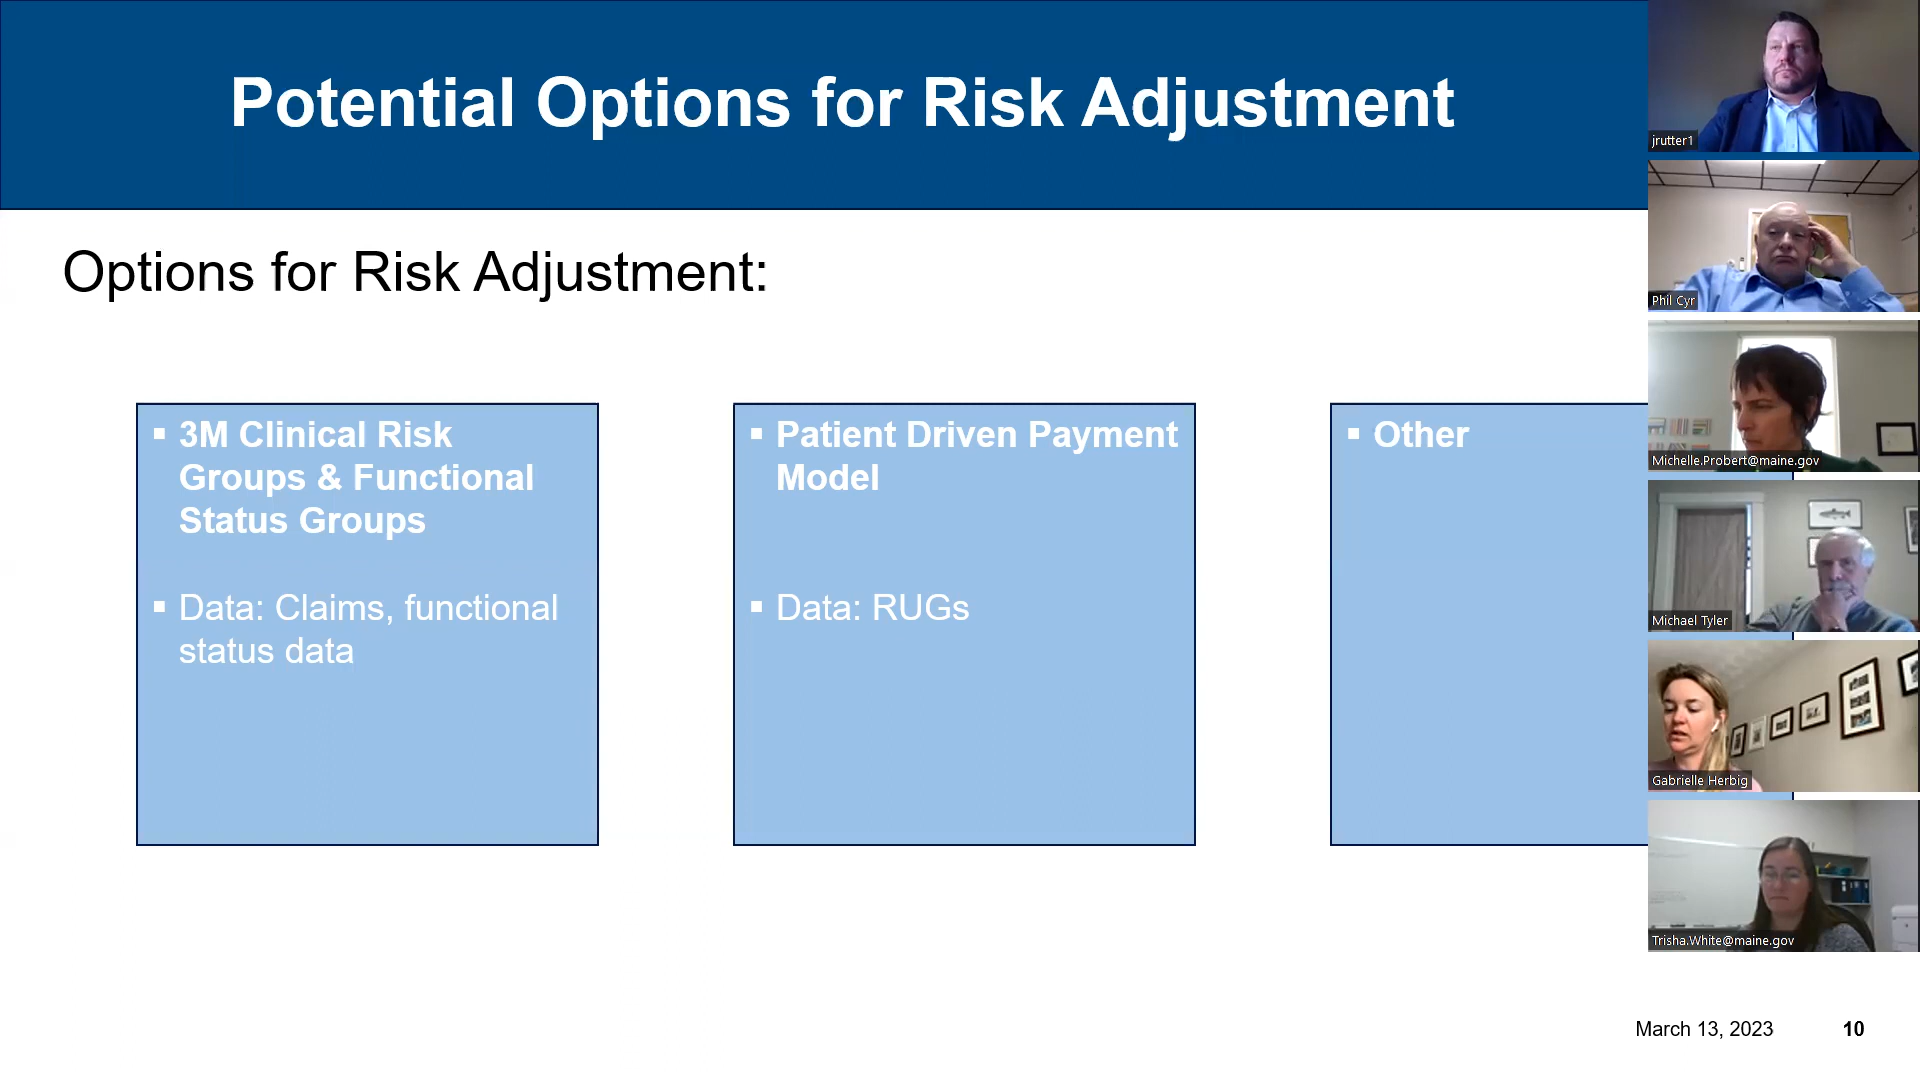 Potential Options for Risk Adjustment
Options for Risk Adjustment:
▪ 3M Clinical Risk
Groups & Functional
Status Groups
▪ Data: Claims, functional
status data
▪ Patient Driven Payment
Model
▪ Data: RUGs
▪ Other
jrutter1
Phil Cyr
Michelle.Probert@maine.gov
Michael Tyler
Gabrielle Herbig
Trisha.White@maine.gov
March 13, 2023
10